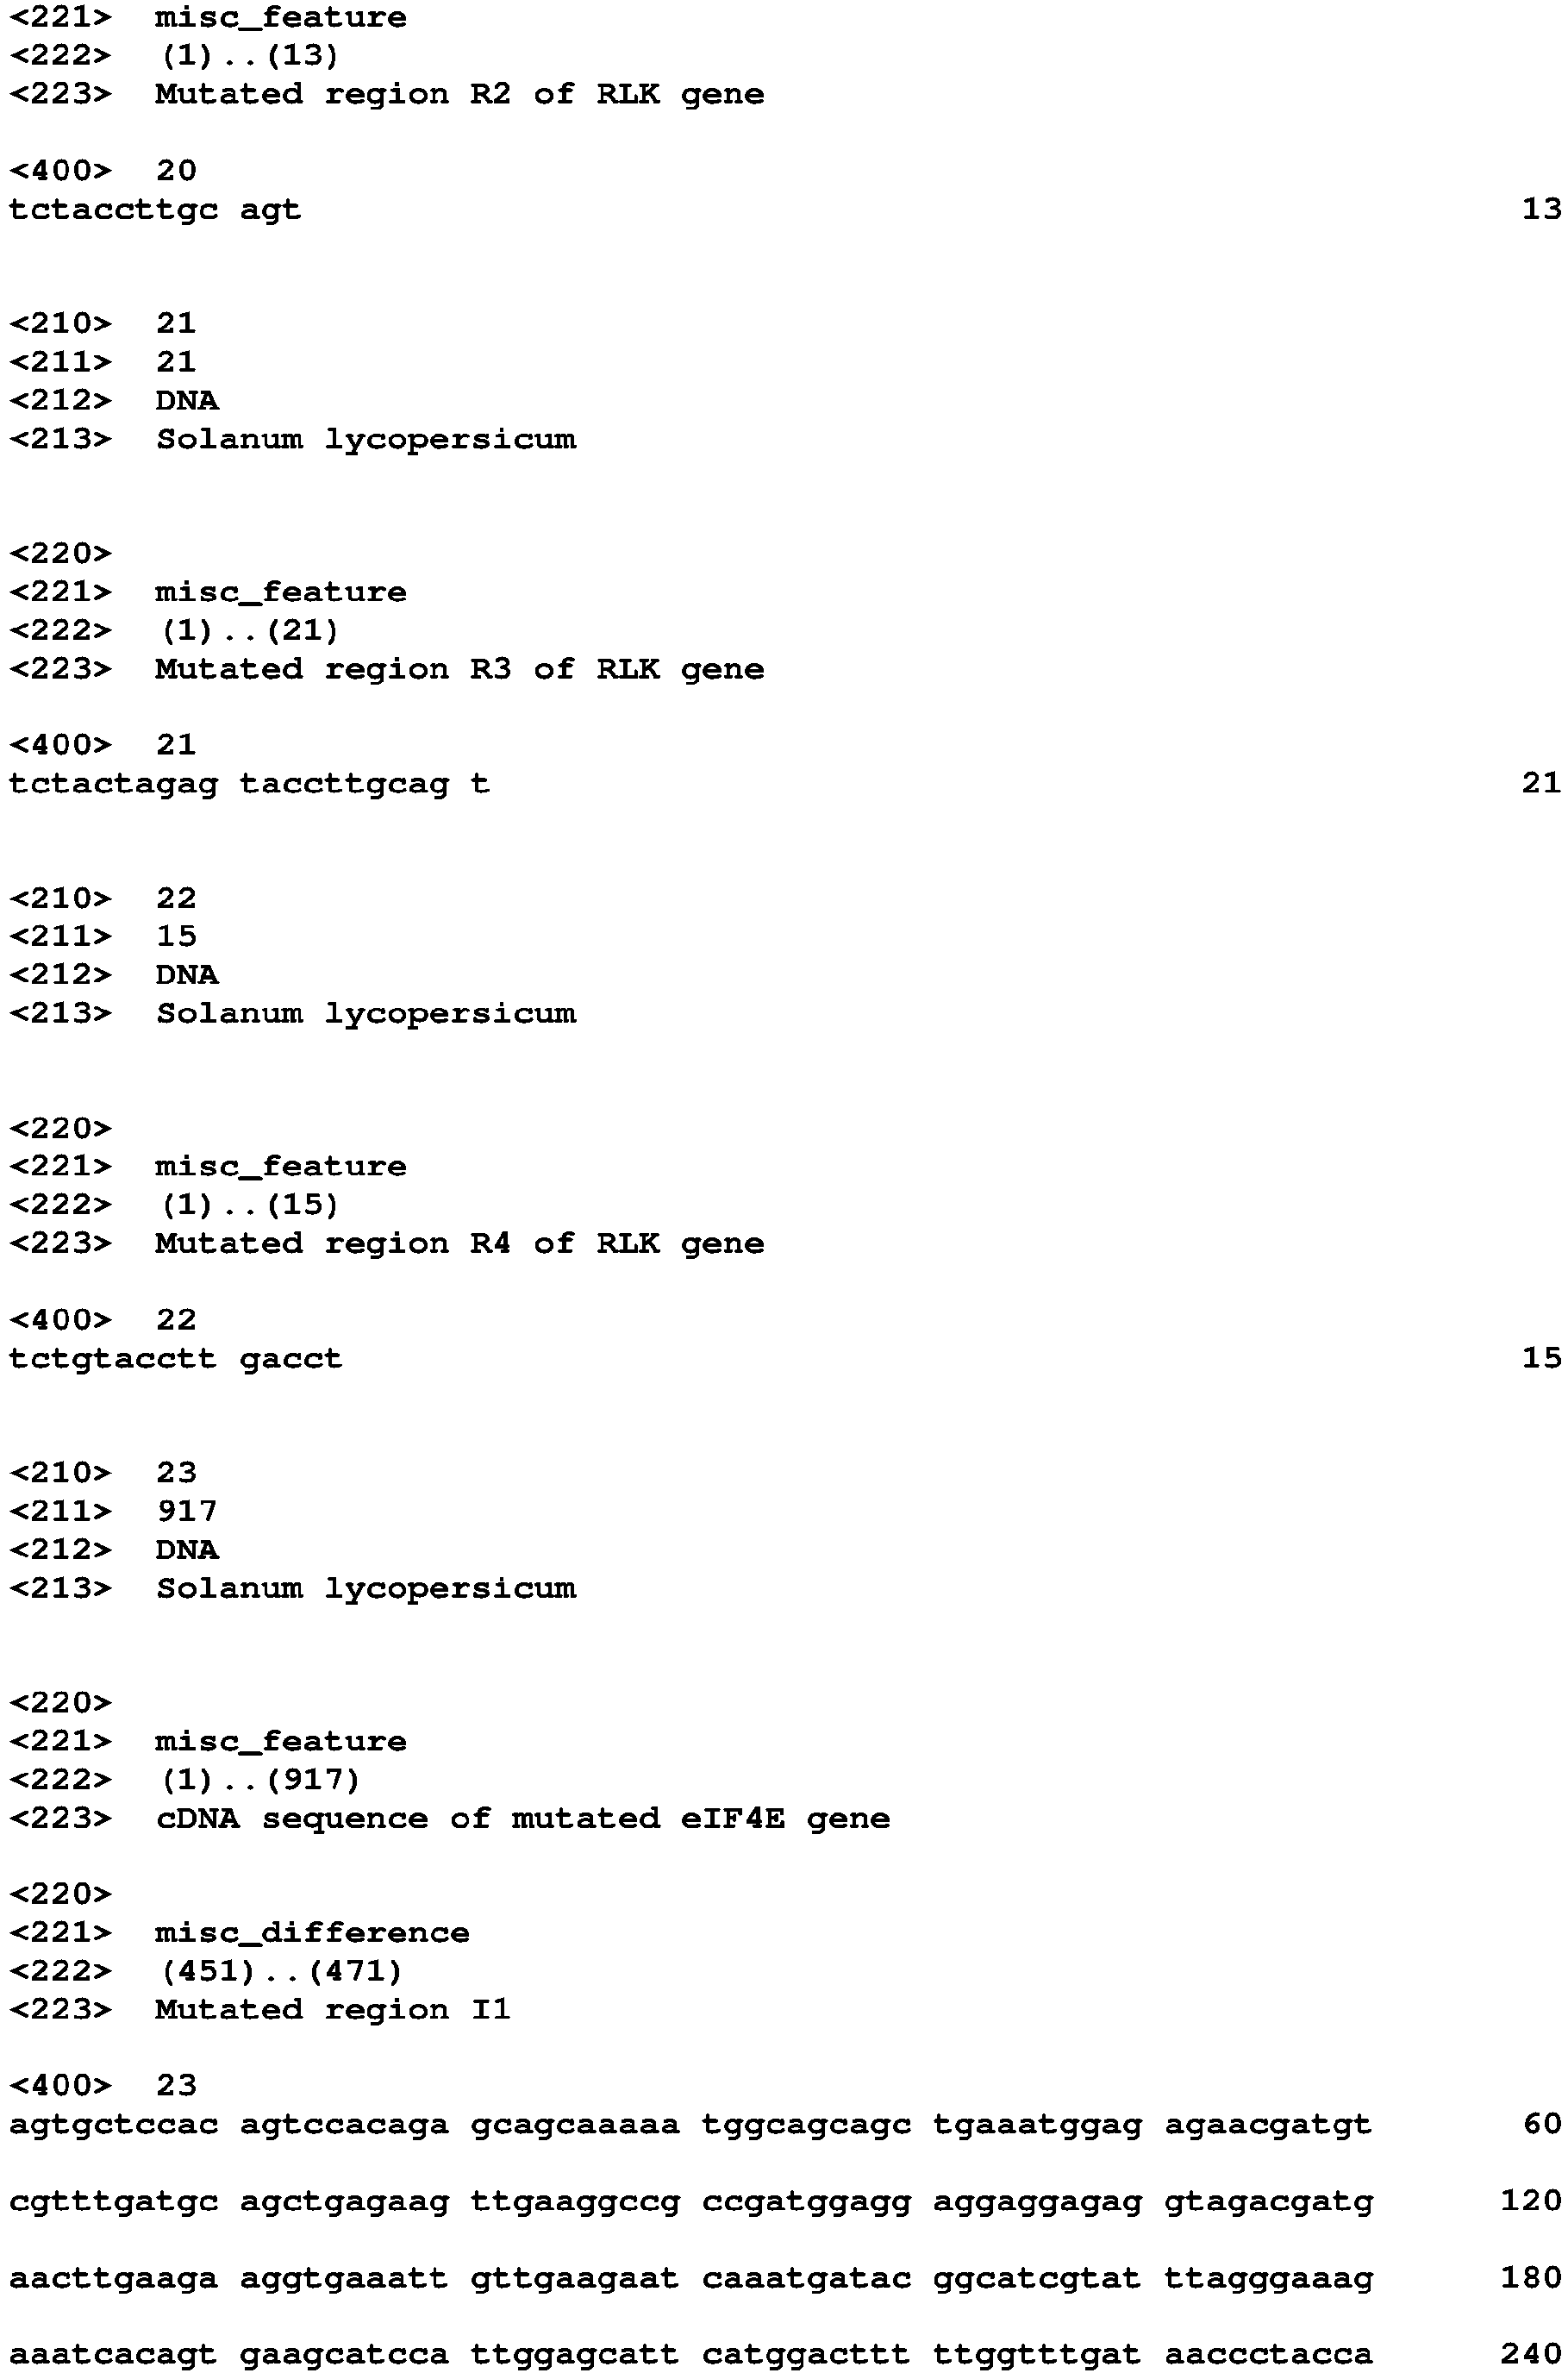 <221> misc_feature
<222> (1)..(13)
<223> Mutated region R2 of RLK gene
<400> 20
tctaccttgc agt 13
<210> 21
<211> 21
<212> DNA
<213> Solanum lycopersicum
<220>
<221> misc_feature
<222> (1)..(21)
<223> Mutated region R3 of RLK gene
<400> 21
tctactagag taccttgcag t 21
<210> 22
<211> 15
<212> DNA
<213> Solanum lycopersicum
<220>
<221> misc_feature
<222> (1)..(15)
<223> Mutated region R4 of RLK gene
<400> 22
tctgtacctt gacct 15
<210> 23
<211> 917
<212> DNA
<213> Solanum lycopersicum
<220>
<221> misc_feature
<222> (1)..(917)
<223> cDNA sequence of mutated eIF4E gene
<220>
<221> misc_difference
<222> (451)..(471)
<223> Mutated region I1
<400> 23
agtgctccac agtccacaga gcagcaaaaa tggcagcagc tgaaatggag agaacgatgt 60
cgtttgatgc agctgagaag ttgaaggccg ccgatggagg aggaggagag gtagacgatg 120
aacttgaaga aggtgaaatt gttgaagaat caaatgatac ggcatcgtat ttagggaaag 180
aaatcacagt gaagcatcca ttggagcatt catggacttt ttggtttgat aaccctacca 240